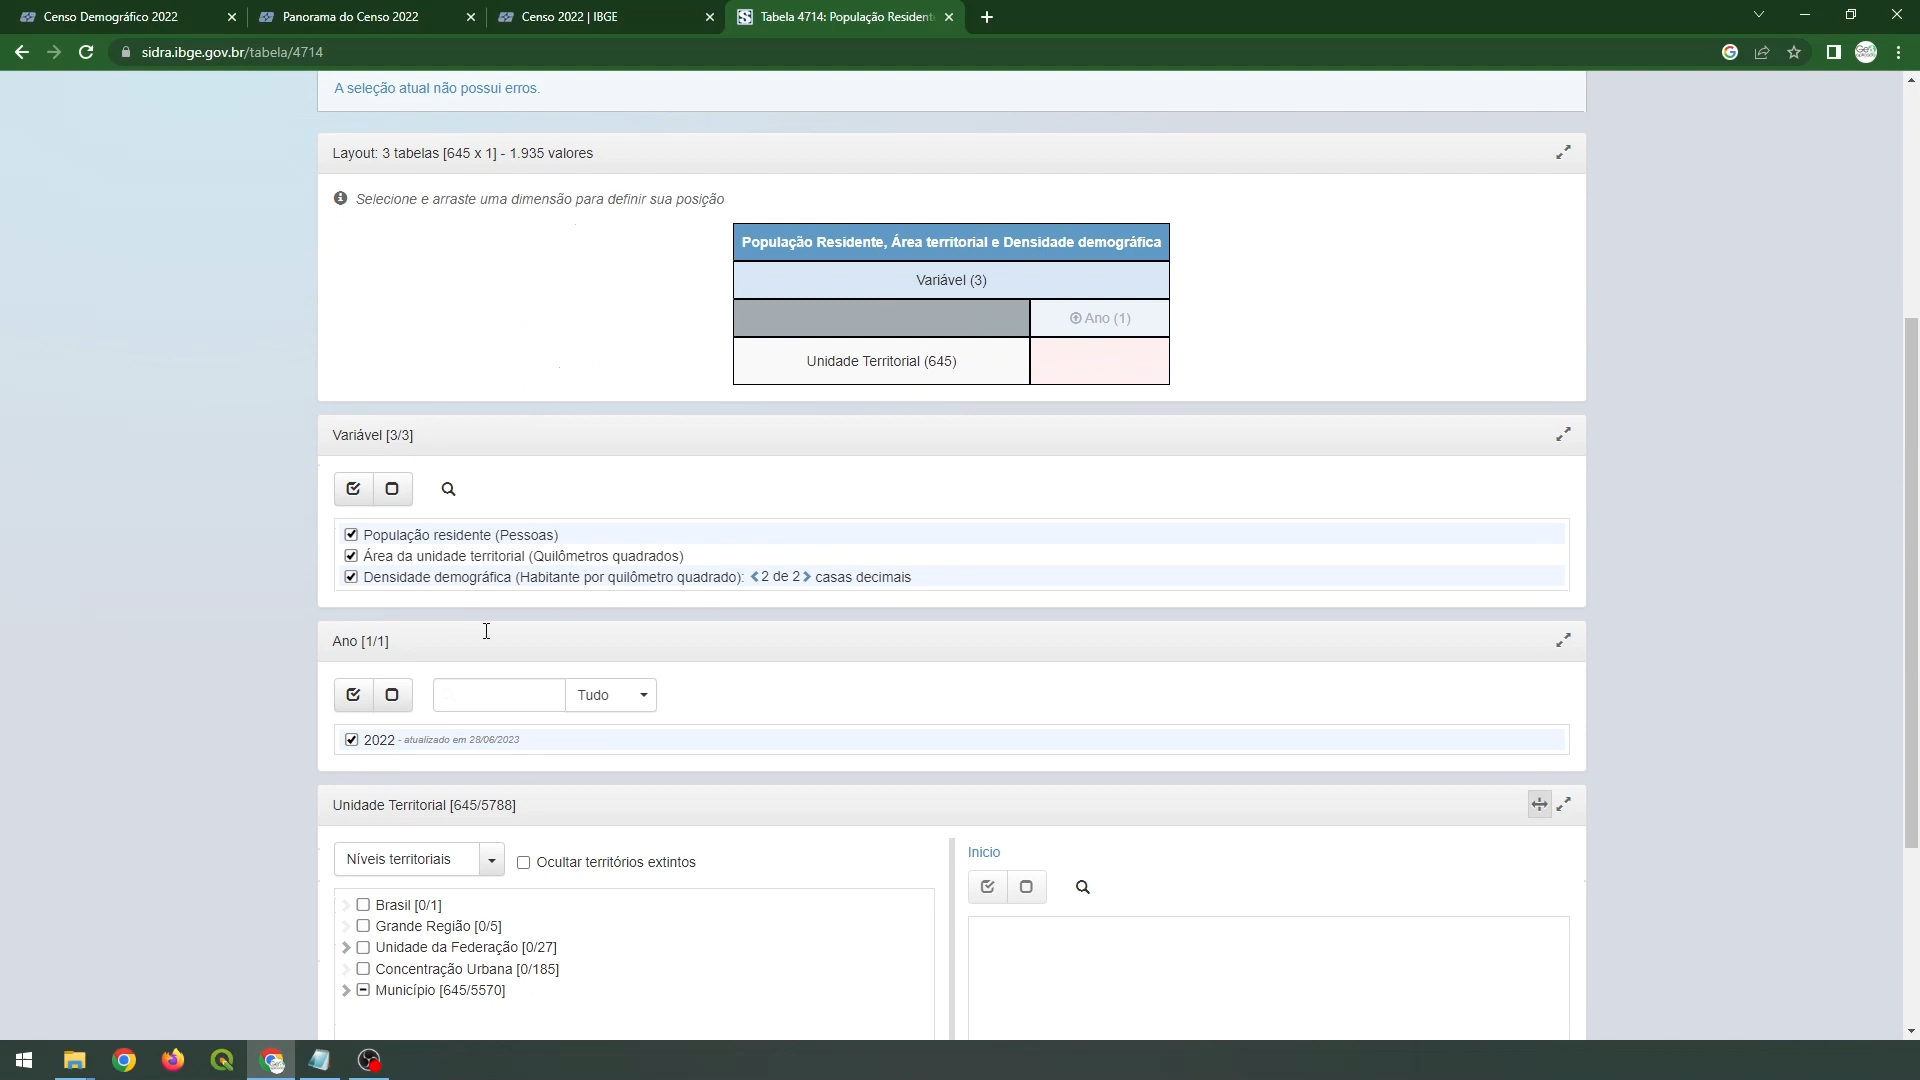 Censo Demográfico 2022
Panorama do Censo 2022
Censo 2022 | IBGE
Tabela 4714: População Resident
sidra.ibge.gov.br/tabela/4714
A seleção atual não possui erros.
Layout: 3 tabelas [645 x 1] - 1.935 valores
Selecione e arraste uma dimensão para definir sua posição
População Residente, Área territorial e Densidade demográfica
Variável (3)
Ano (1)
Unidade Territorial (645)
Variável [3/3]
População residente (Pessoas)
Área da unidade territorial (Quilômetros quadrados)
Densidade demográfica (Habitante por quilômetro quadrado): 2 de 2 casas decimais
Ano [1/1]
Tudo
2022 - atualizado em 28/06/2023
Unidade Territorial [645/5788]
Níveis territoriais
Ocultar territórios extintos
Inicio
Brasil [0/1]
Grande Região [0/5]
Unidade da Federação [0/27]
Concentração Urbana [0/185]
Município [645/5570]